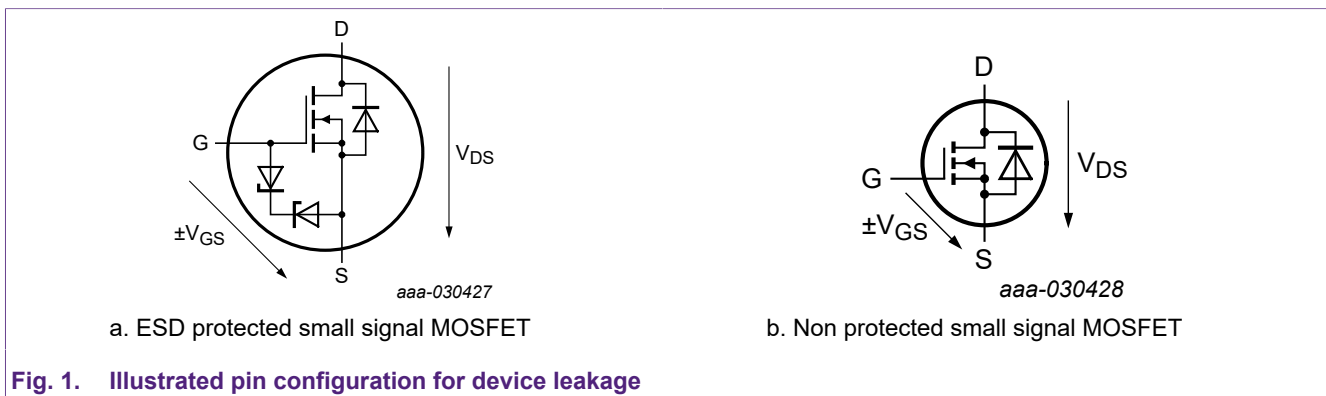 D
G
VDS
±VGS
S
aaa-030427
a. ESD protected small signal MOSFET
D
G
VDS
±VGS
S
aaa-030428
b. Non protected small signal MOSFET
Fig. 1. Illustrated pin configuration for device leakage